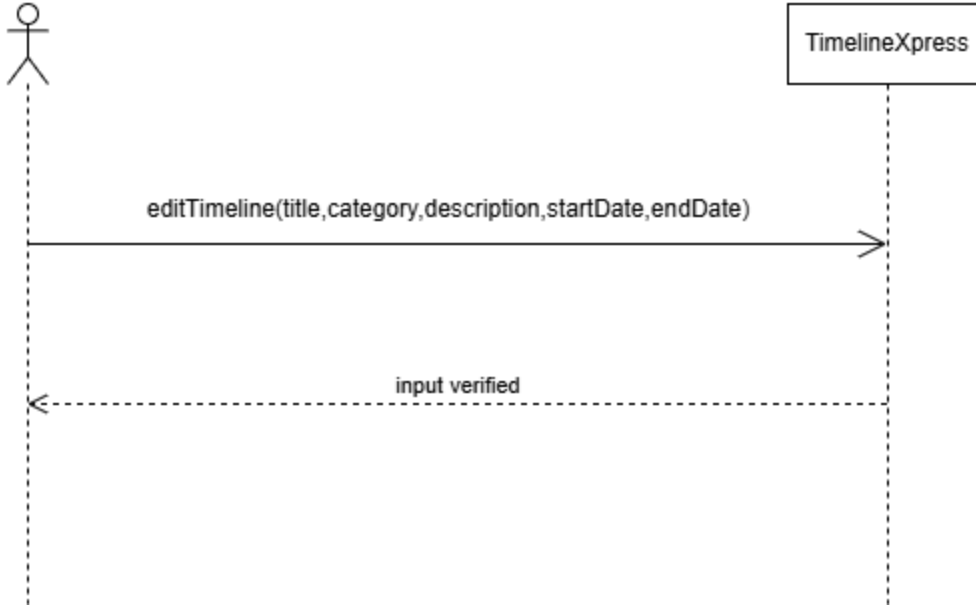 TimelineXpress
editTimeline(title,category,description,startDate,endDate)
input verified